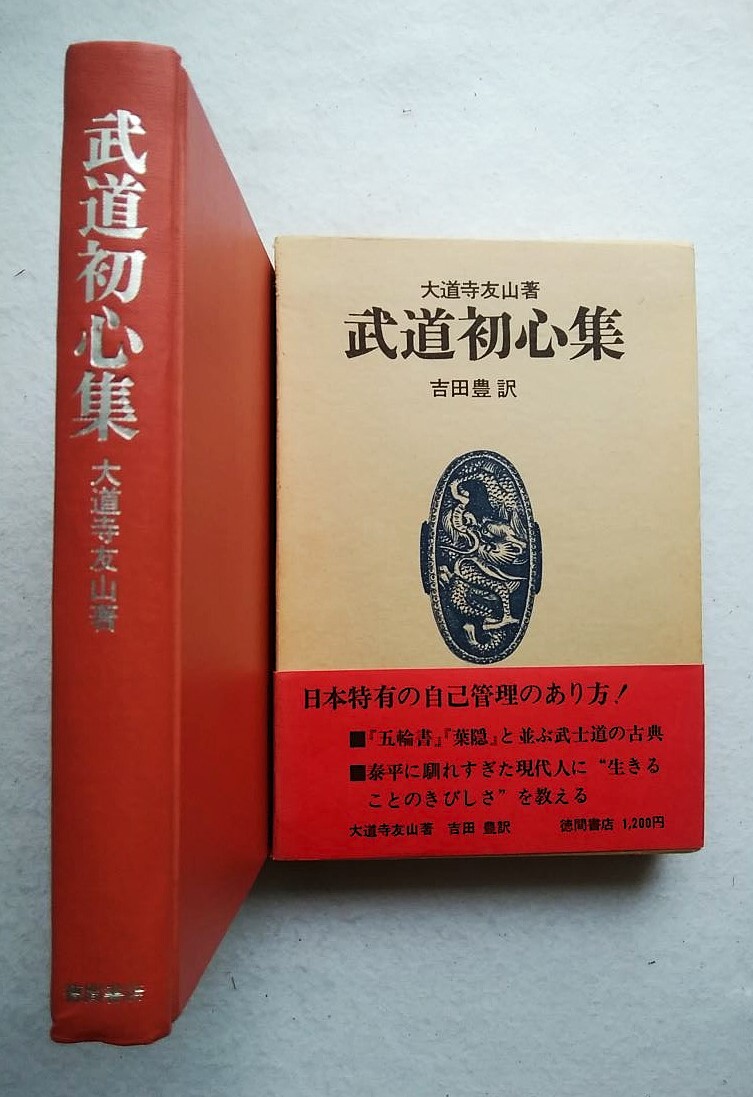 武道初心集
大道寺友山著
徳間書店
大道寺友山著
武道初心集
吉田豊訳
日本特有の自己管理のあり方!
■『五輪書』『葉隠』と並ぶ武士道の古典
■泰平に馴れすぎた現代人に“生きる
ことのきびしさ”を教える
大道寺友山著 吉田 豊訳 徳間書店 1,200円